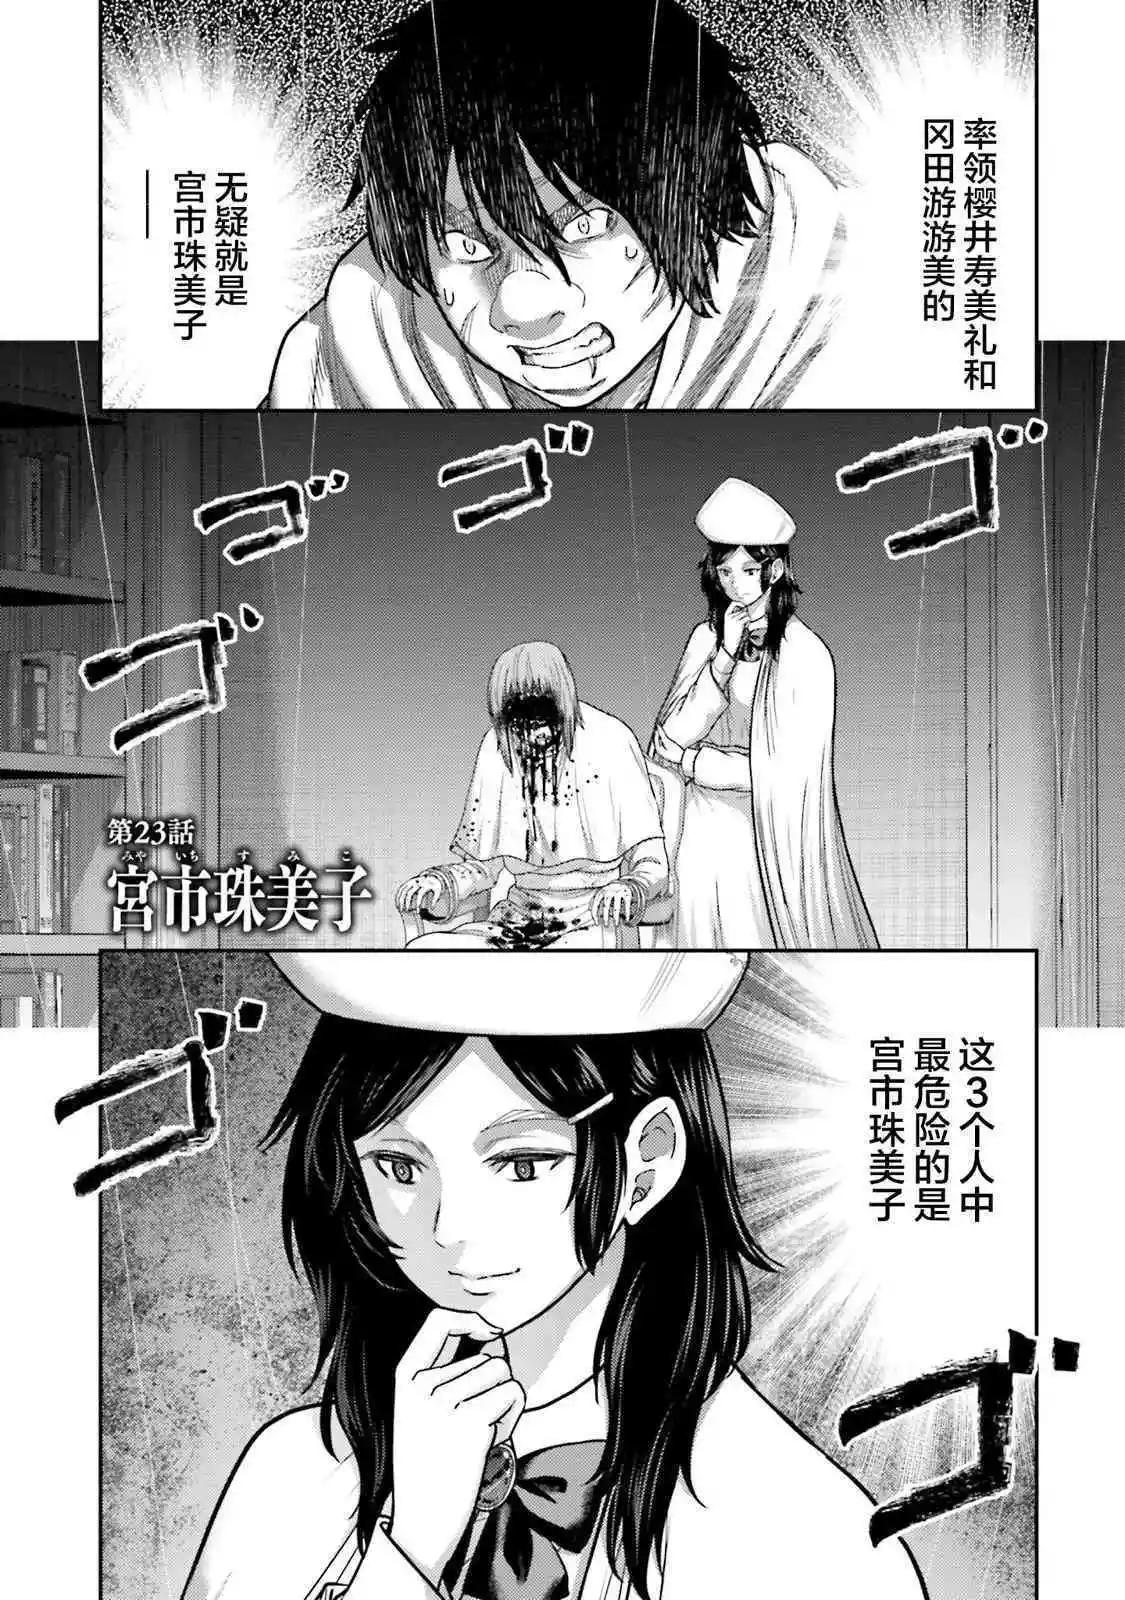 率领樱井寿美礼和
冈田游游美的
无疑就是
宫市珠美子
——
ゴ
ゴ
ゴ
ゴ
ゴ
第23話
みやいちすみこ
宮市珠美子
这3个人中
最危险的是
宫市珠美子
ゴ
ゴ